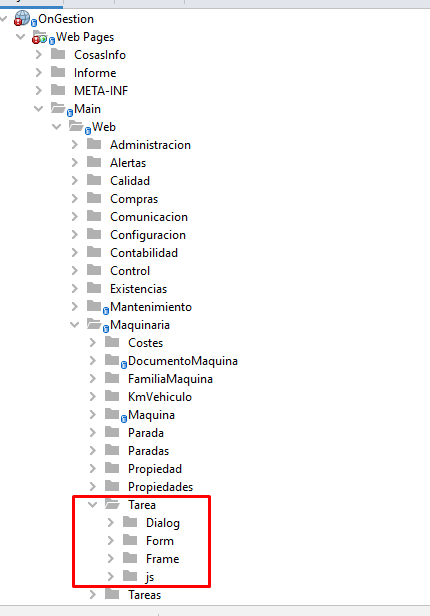 OnGestion
Web Pages
CosasInfo
Informe
META-INF
Main
Web
Administracion
Alertas
Calidad
Compras
Comunicacion
Configuracion
Contabilidad
Control
Existencias
Mantenimiento
Maquinaria
Costes
DocumentoMaquina
FamiliaMaquina
KmVehiculo
Maquina
Parada
Paradas
Propiedad
Propiedades
Tarea
Dialog
Form
Frame
js
Tareas